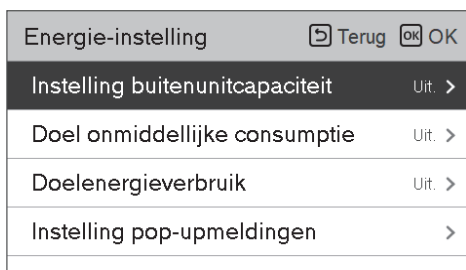 Energie-instelling Terug OK OK
Instelling buitenunitcapaciteit Uit. >
Doel onmiddellijke consumptie Uit. >
Doelenergieverbruik Uit. >
Instelling pop-upmeldingen >